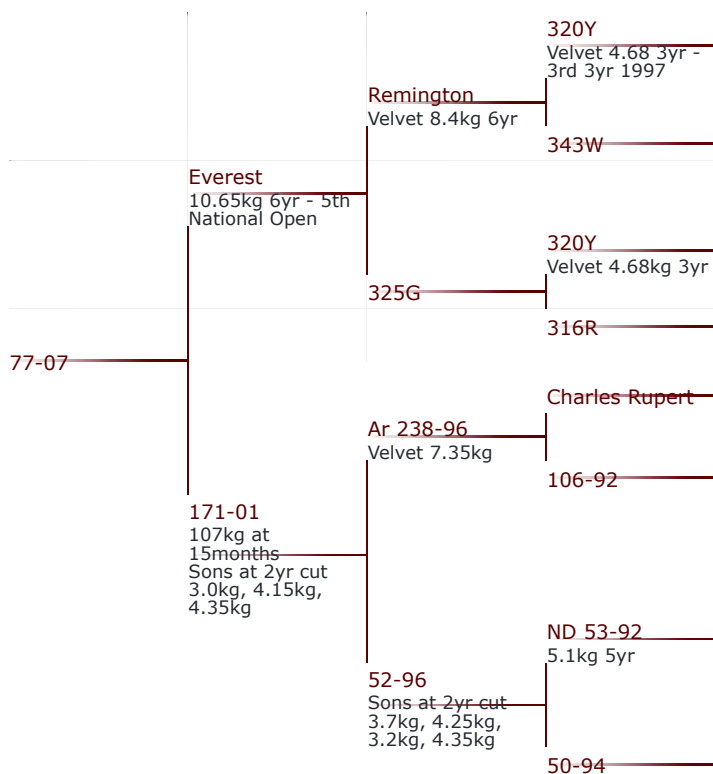 320Y
Velvet 4.68 3yr -
3rd 3yr 1997
Remington
Velvet 8.4kg 6yr
343W
Everest
10.65kg 6yr - 5th
National Open
320Y
Velvet 4.68kg 3yr
325G
316R
77-07
Charles Rupert
Ar 238-96
Velvet 7.35kg
106-92
171-01
107kg at
15months
Sons at 2yr cut
3.0kg, 4.15kg,
4.35kg
ND 53-92
5.1kg 5yr
52-96
Sons at 2yr cut
3.7kg, 4.25kg,
3.2kg, 4.35kg
50-94